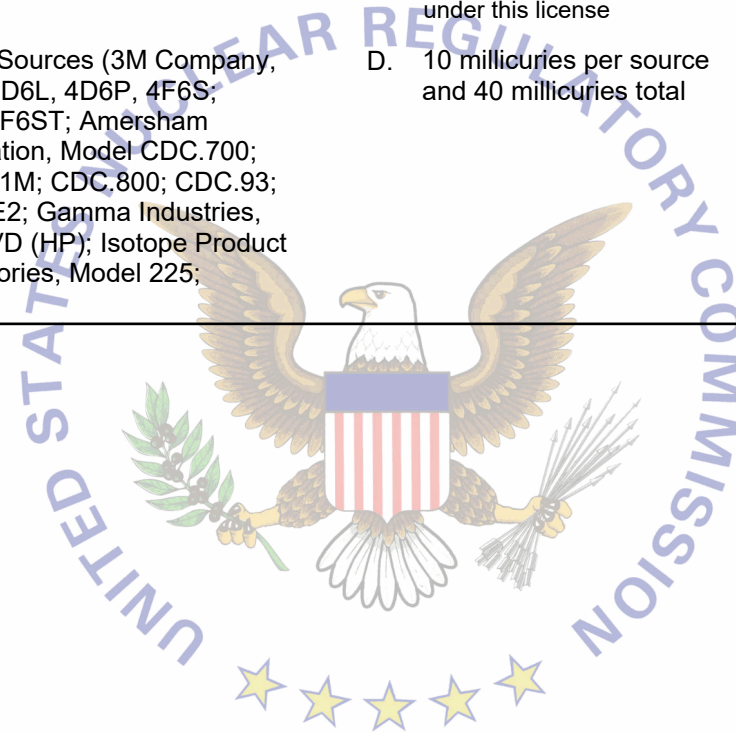 under this license
Sources (3M Company,
D6L, 4D6P, 4F6S;
F6ST; Amersham
tion, Model CDC.700;
1M; CDC.800; CDC.93;
E2; Gamma Industries,
VD (HP); Isotope Product
ories, Model 225;
D. 10 millicuries per source
and 40 millicuries total
UNITED STATES NUCLEAR REGULATORY COMMISSION